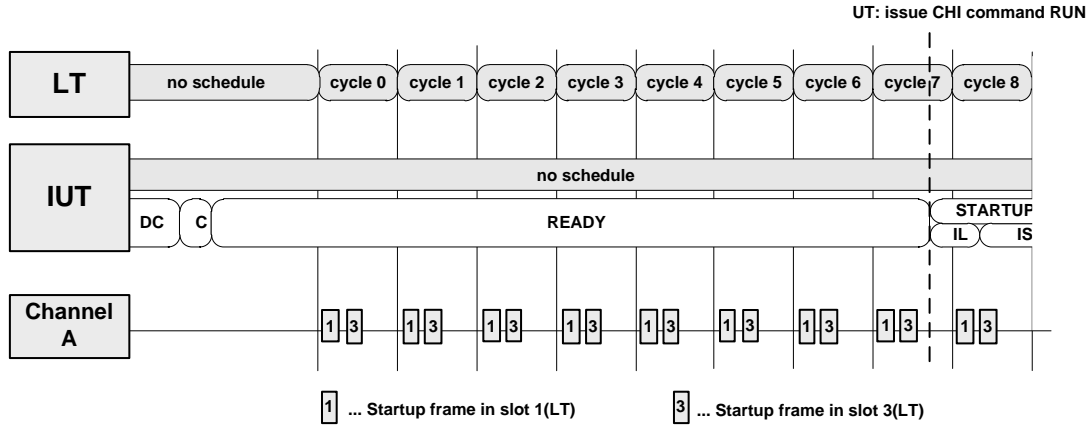 UT: issue CHI command RUN
LT
no schedule
cycle 0
cycle 1
cycle 2
cycle 3
cycle 4
cycle 5
cycle 6
cycle 7
cycle 8
IUT
no schedule
DC
C
READY
STARTUP
IL
IS
Channel
A
1 3 1 3 1 3 1 3 1 3 1 3 1 3 1 3 1 3
1 ... Startup frame in slot 1(LT)
3 ... Startup frame in slot 3(LT)